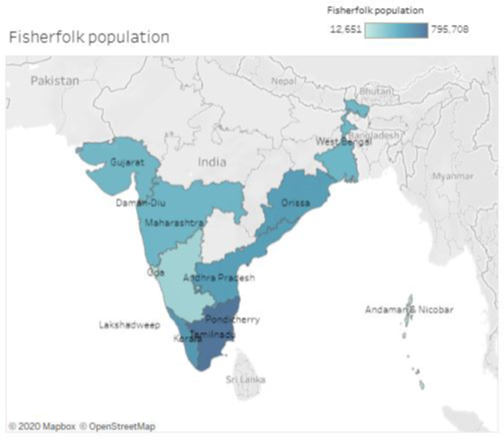 Fisherfolk population
12,651
795,708
Fisherfolk population
Pakistan
Nepal
Bhutan
West Bengal
Bangladesh
Gujarat
India
Myanmar
Daman-Diu
Orissa
Maharashtra
Goa
Andhra Pradesh
Andaman & Nicobar
Lakshadweep
Pondicherry
Tamilnadu
Kerala
Sri Lanka
© 2020 Mapbox © OpenStreetMap